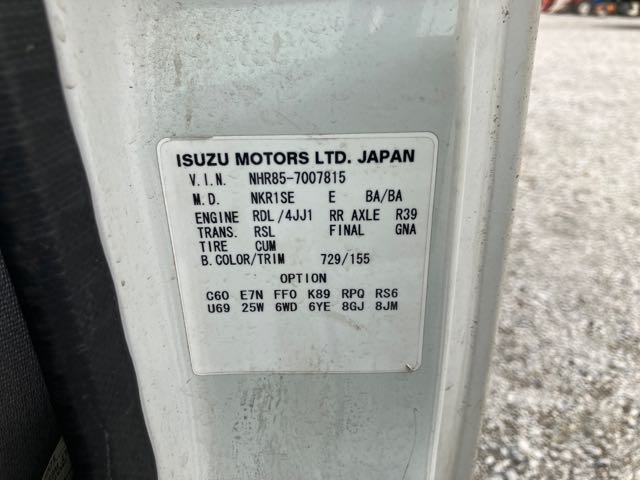 ISUZU MOTORS LTD. JAPAN
V.I.N. NHR85-7007815
M.D. NKR1SE E BA/BA
ENGINE RDL/4JJ1 RR AXLE R39
TRANS. RSL FINAL GNA
TIRE CUM
B.COLOR/TRIM 729/155
OPTION
C60 E7N FF0 K89 RPQ RS6
U69 25W 6WD 6YE 8GJ 8JM